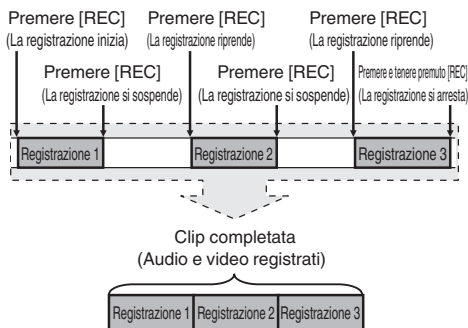 Premere [REC]
(La registrazione inizia)
Premere [REC]
(La registrazione riprende)
Premere [REC]
(La registrazione riprende)
Premere [REC]
(La registrazione si sospende)
Premere [REC]
(La registrazione si sospende)
Premere e tenere premuto [REC]
(La registrazione si arresta)
Registrazione 1
Registrazione 2
Registrazione 3
Clip completata
(Audio e video registrati)
Registrazione 1
Registrazione 2
Registrazione 3